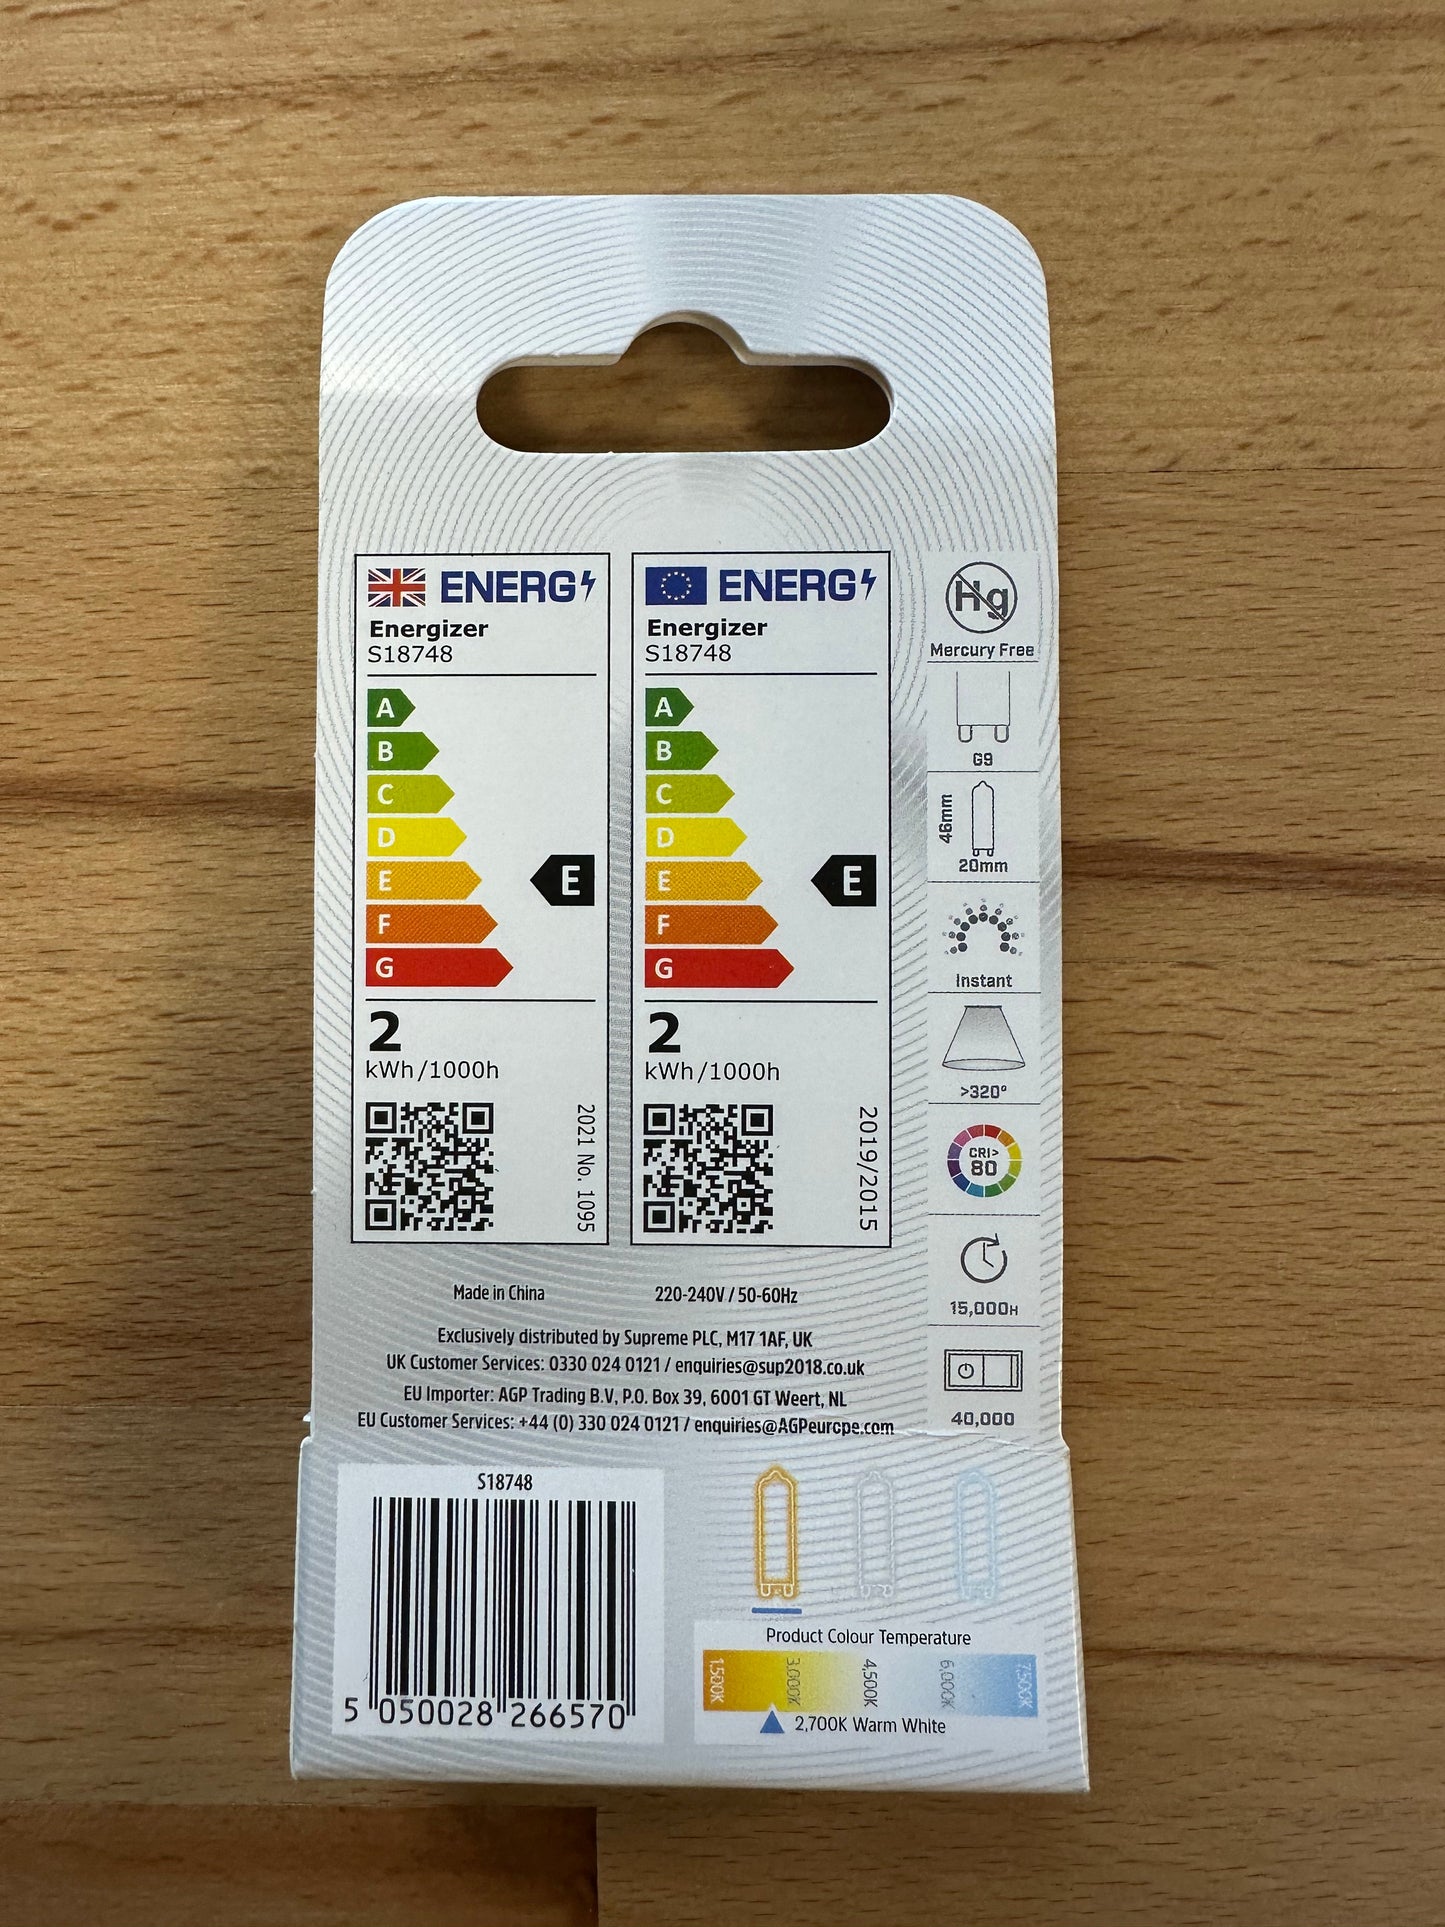 ENERG
Energizer
S18748
A
B
C
D
E
F
G
E
2
kWh/1000h
2021 No. 1095
ENERG
Energizer
S18748
A
B
C
D
E
F
G
E
2
kWh/1000h
2019/2015
Hg
Mercury Free
G9
46mm
20mm
Instant
>320°
CRI>
80
15,000H
40,000
Made in China
220-240V / 50-60Hz
Exclusively distributed by Supreme PLC, M17 1AF, UK
UK Customer Services: 0330 024 0121 / enquiries@sup2018.co.uk
EU Importer: AGP Trading B.V, P.O. Box 39, 6001 GT Weert, NL
EU Customer Services: +44 (0) 330 024 0121 / enquiries@AGPeurope.com
S18748
5 050028 266570
Product Colour Temperature
1,500K
3,000K
4,500K
6,000K
7,500K
2,700K Warm White